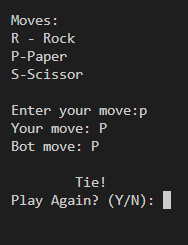 Moves:
R - Rock
P-Paper
S-Scissor
Enter your move:p
Your move: P
Bot move: P
Tie!
Play Again? (Y/N):